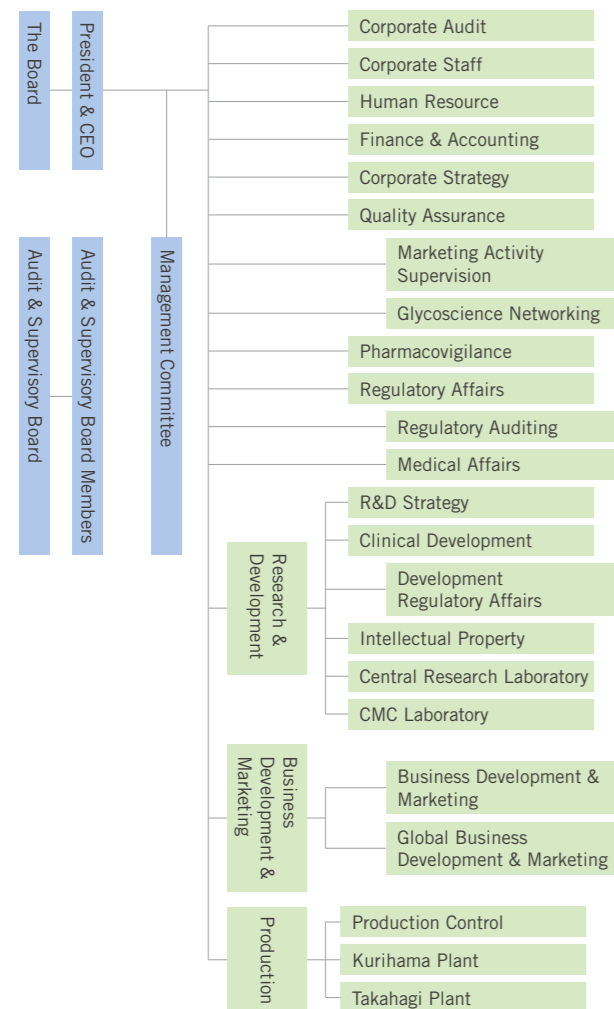 The Board
President & CEO
Audit & Supervisory Board
Audit & Supervisory Board Members
Management Committee
Corporate Audit
Corporate Staff
Human Resource
Finance & Accounting
Corporate Strategy
Quality Assurance
Marketing Activity
Supervision
Glycoscience Networking
Pharmacovigilance
Regulatory Affairs
Regulatory Auditing
Medical Affairs
Research &
Development
R&D Strategy
Clinical Development
Development
Regulatory Affairs
Intellectual Property
Central Research Laboratory
CMC Laboratory
Business
Development &
Marketing
Business Development &
Marketing
Global Business
Development & Marketing
Production
Production Control
Kurihama Plant
Takahagi Plant